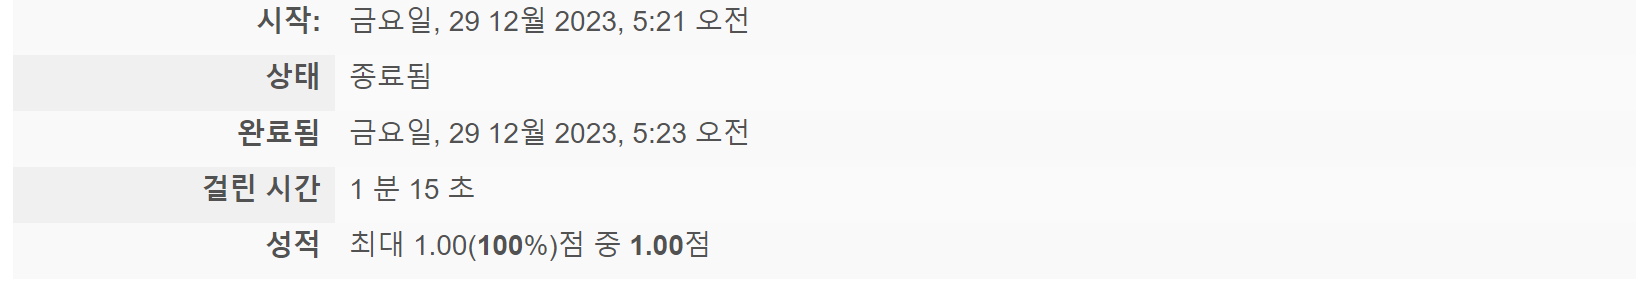 시작: 금요일, 29 12월 2023, 5:21 오전
상태 종료됨
완료됨 금요일, 29 12월 2023, 5:23 오전
걸린 시간 1 분 15 초
성적 최대 1.00(100%)점 중 1.00점